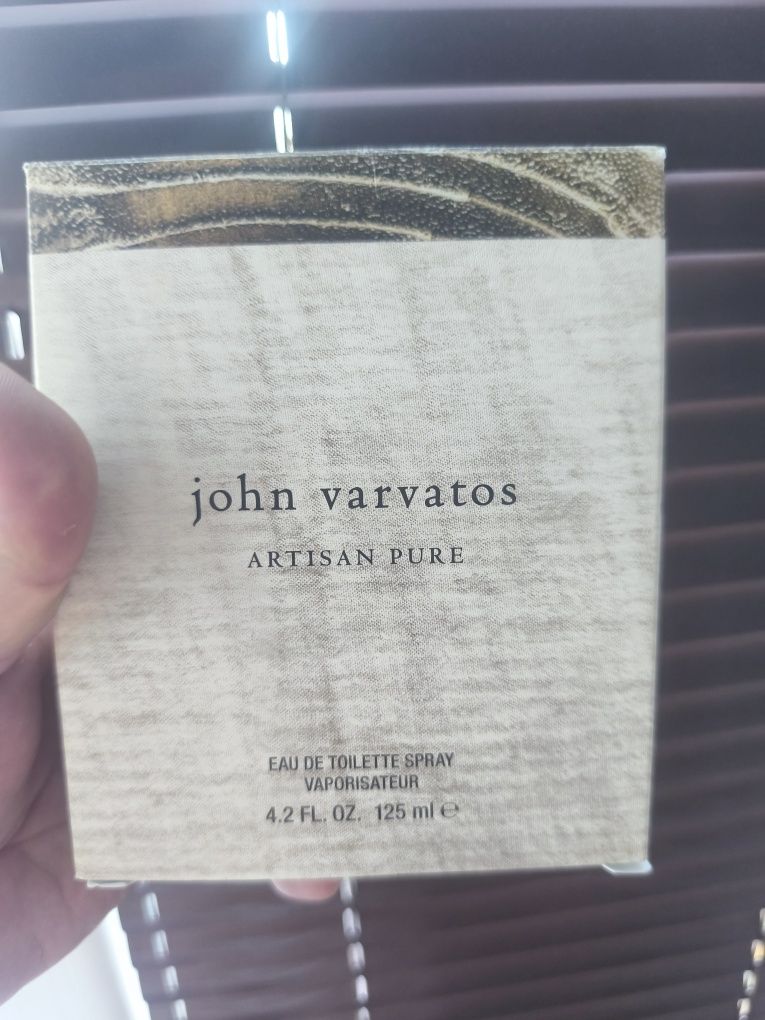 john varvatos
ARTISAN PURE
EAU DE TOILETTE SPRAY
VAPORISATEUR
4.2 FL. OZ. 125 ml ℮